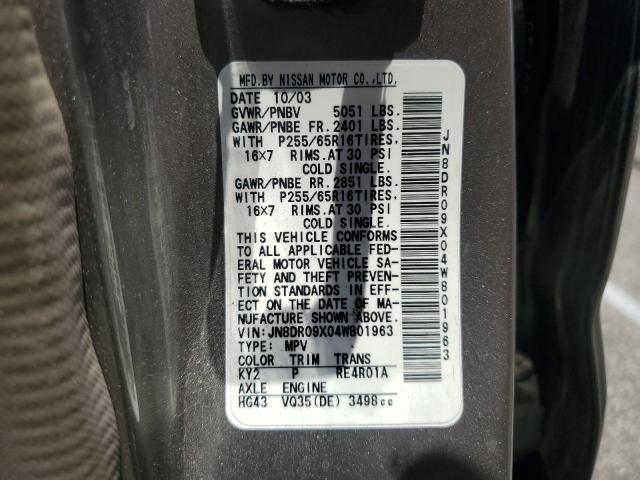 MFD.BY NISSAN MOTOR CO.,LTD.
DATE 10/03
GVWR/PNBV 5051 LBS.
GAWR/PNBE FR.2401 LBS.
WITH P255/65R16TIRES,
16X7 RIMS.AT 30 PSI
COLD SINGLE.
GAWR/PNBE RR.2851 LBS.
WITH P255/65R16TIRES,
16X7 RIMS.AT 30 PSI
COLD SINGLE.
THIS VEHICLE CONFORMS
TO ALL APPLICABLE FED-
ERAL MOTOR VEHICLE SA-
FETY AND THEFT PREVEN-
TION STANDARDS IN EFF-
ECT ON THE DATE OF MA-
NUFACTURE SHOWN ABOVE.
VIN:JN8DR09X04W801963
TYPE: MPV
COLOR TRIM TRANS
KY2 P RE4R01A
AXLE ENGINE
HG43 VQ35(DE) 3498cc
JN8DR09X04W801963